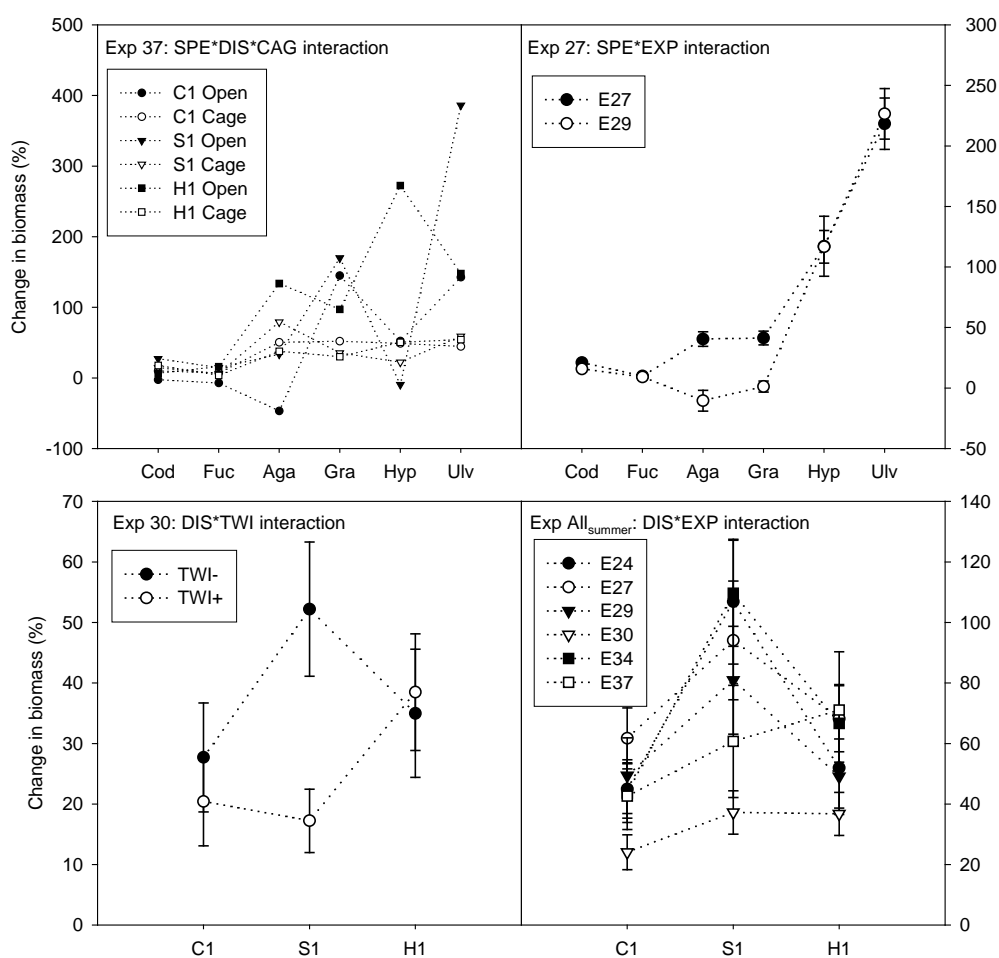 Exp 37: SPE*DIS*CAG interaction
C1 Open
C1 Cage
S1 Open
S1 Cage
H1 Open
H1 Cage
500
400
300
200
100
0
-100
Change in biomass (%)
Cod Fuc Aga Gra Hyp Ulv
Exp 27: SPE*EXP interaction
E27
E29
300
250
200
150
100
50
0
-50
Cod Fuc Aga Gra Hyp Ulv
Exp 30: DIS*TWI interaction
TWI-
TWI+
70
60
50
40
30
20
10
0
Change in biomass (%)
C1 S1 H1
Exp All summer: DIS*EXP interaction
E24
E27
E29
E30
E34
E37
140
120
100
80
60
40
20
0
C1 S1 H1